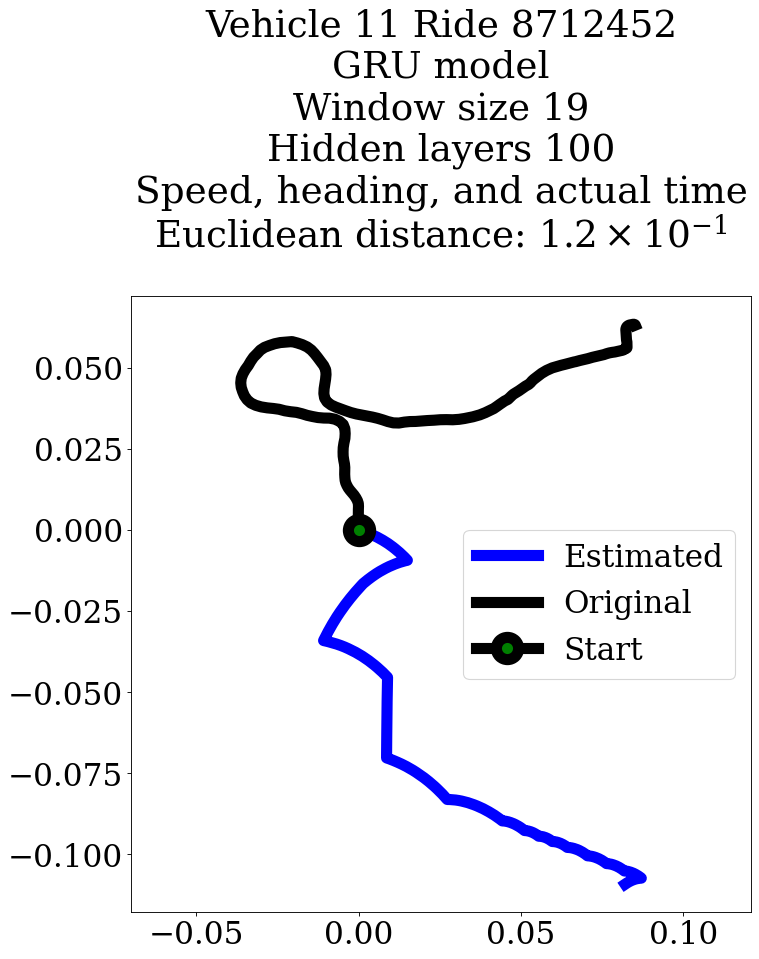 Vehicle 11 Ride 8712452
GRU model
Window size 19
Hidden layers 100
Speed, heading, and actual time
Euclidean distance: 1.2 × 10⁻¹
0.050
0.025
0.000
−0.025
−0.050
−0.075
−0.100
Estimated
Original
Start
−0.05 0.00 0.05 0.10